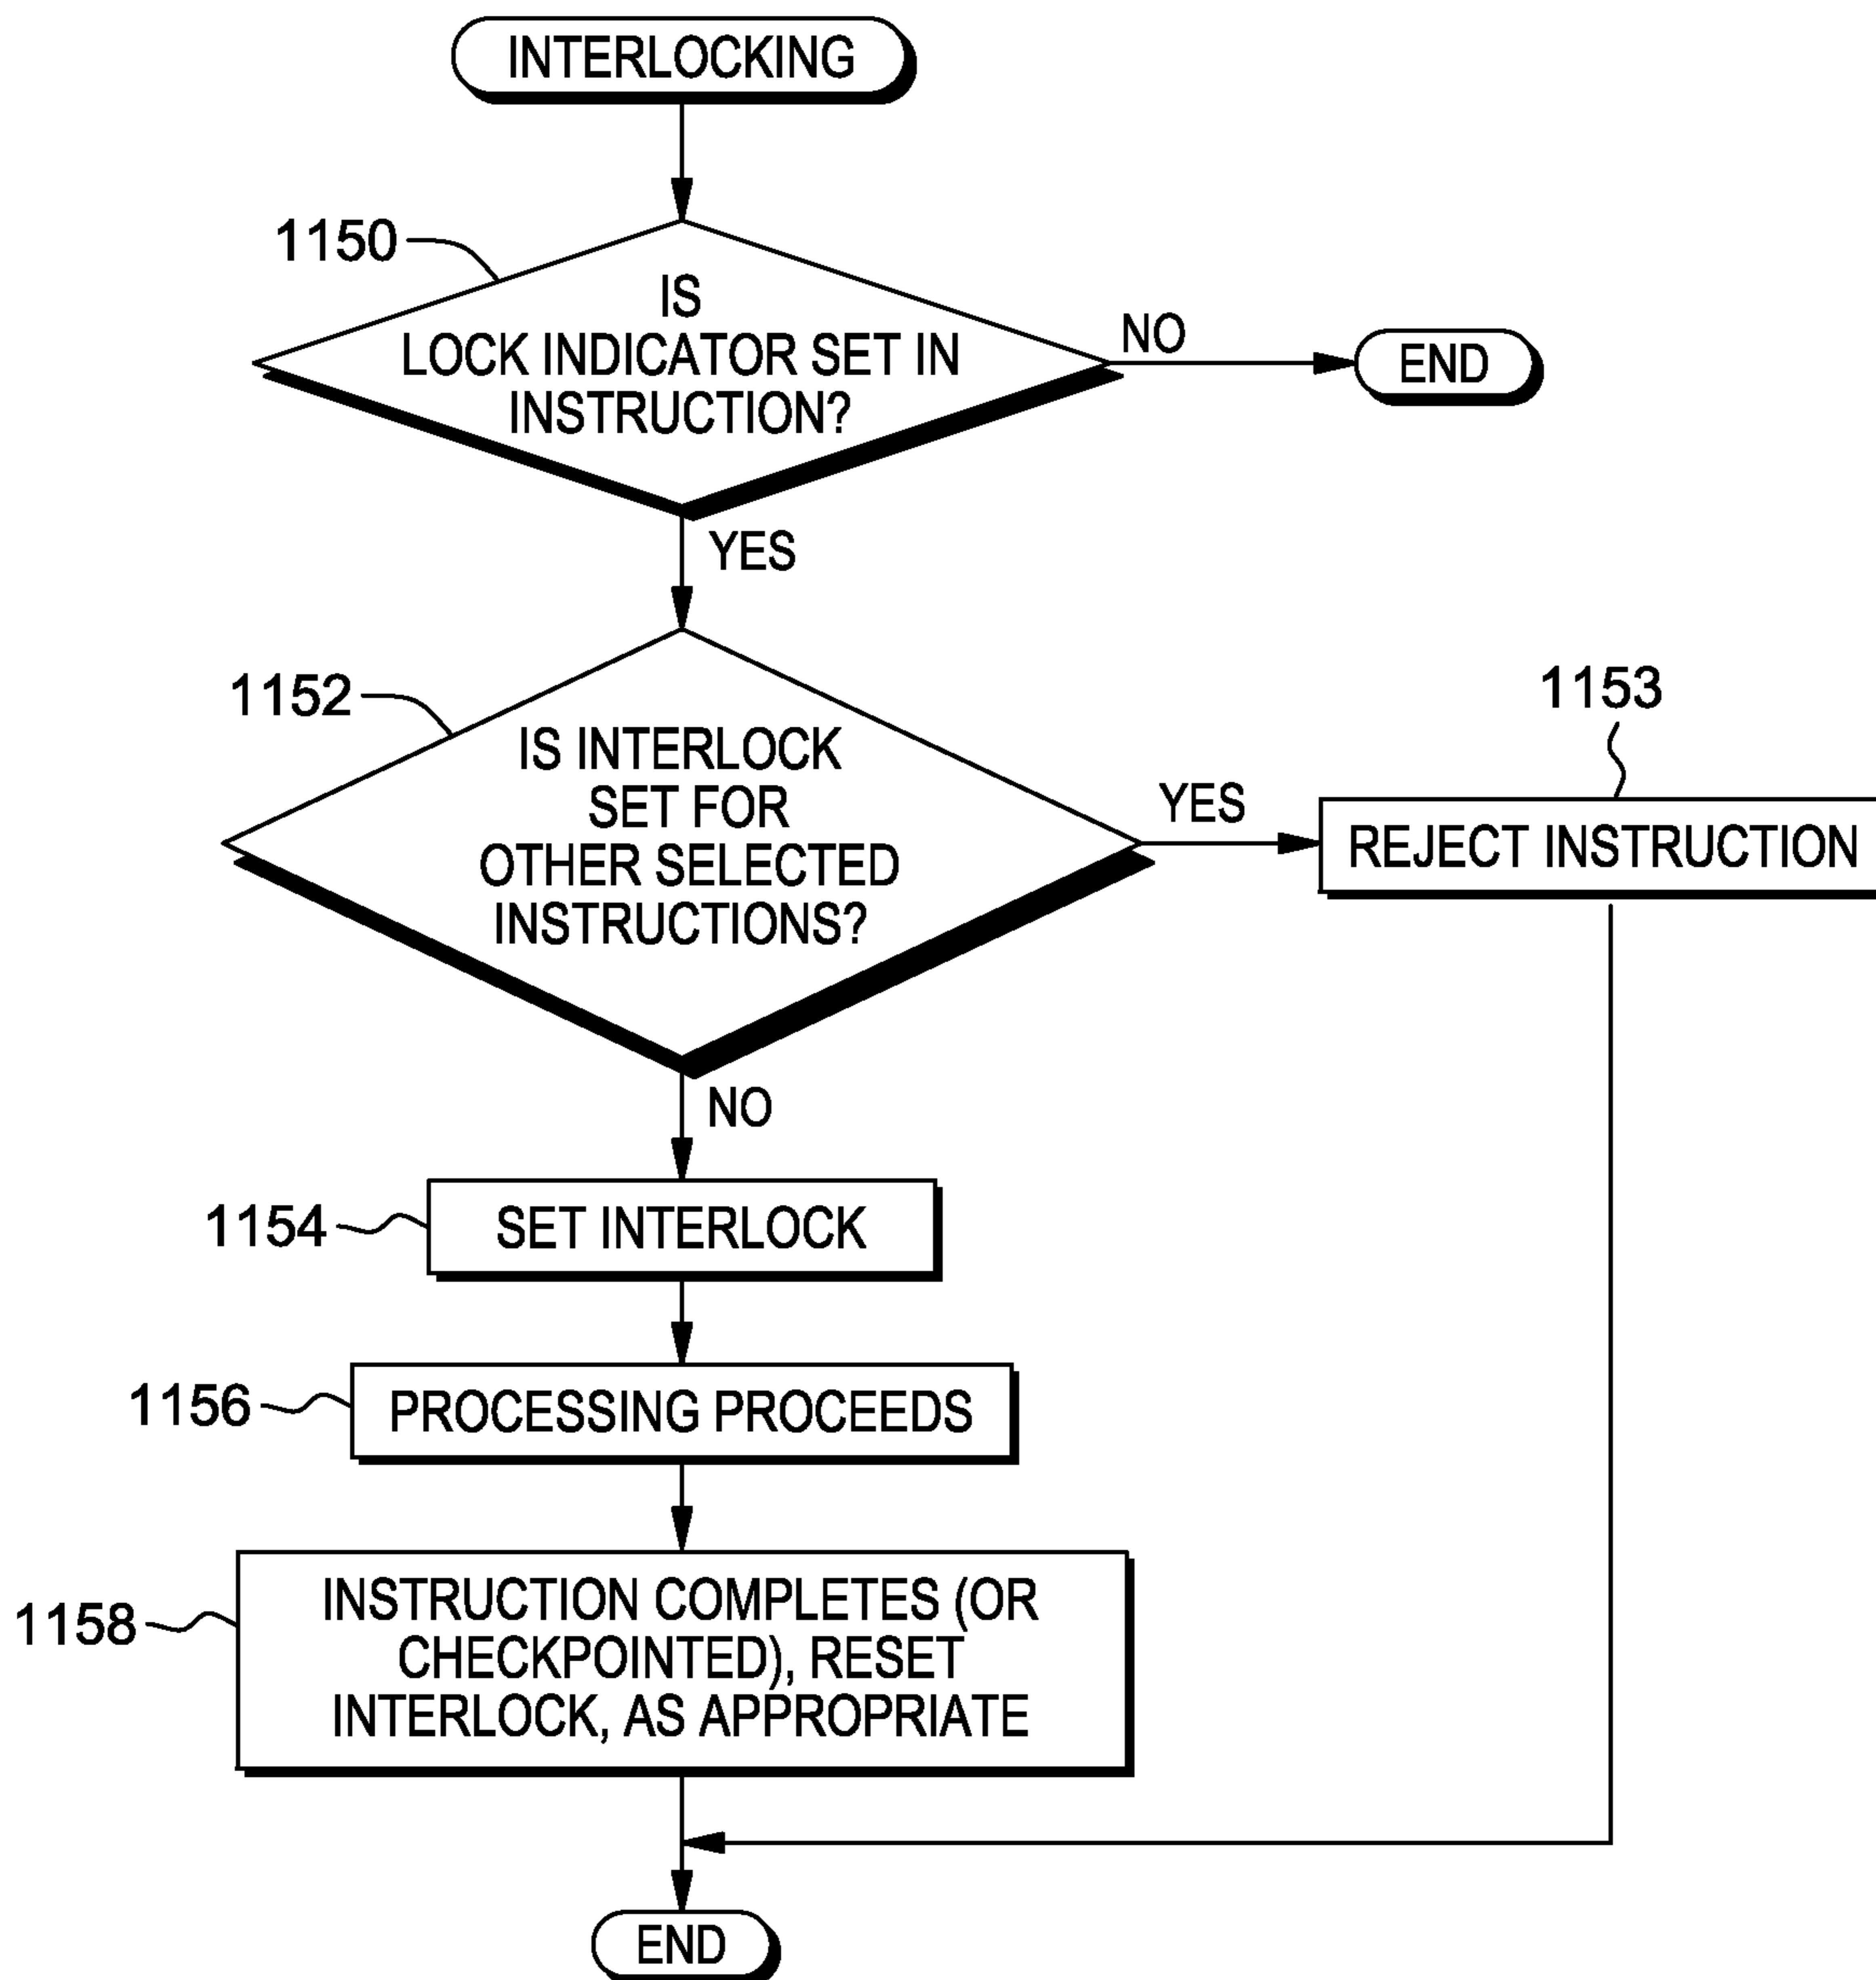 INTERLOCKING
1150
IS
LOCK INDICATOR SET IN
INSTRUCTION?
NO
END
YES
1152
IS INTERLOCK
SET FOR
OTHER SELECTED
INSTRUCTIONS?
YES
1153
REJECT INSTRUCTION
NO
1154
SET INTERLOCK
1156
PROCESSING PROCEEDS
1158
INSTRUCTION COMPLETES (OR
CHECKPOINTED), RESET
INTERLOCK, AS APPROPRIATE
END